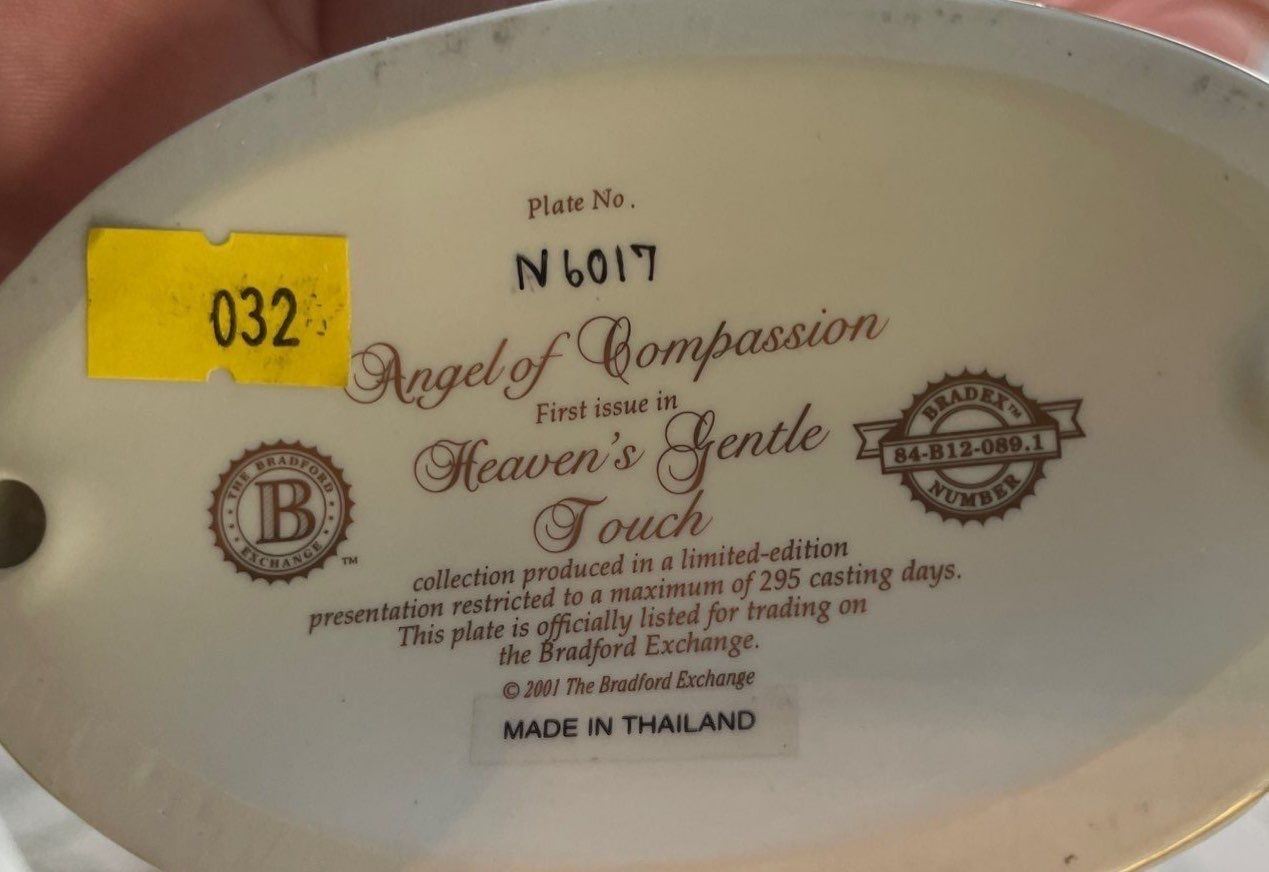 Plate No.
N6017
032
Angel of Compassion
First issue in
Heaven's Gentle
Touch
THE BRADFORD
B
EXCHANGE
™
BRADEX™
84-B12-089.1
NUMBER
collection produced in a limited-edition
presentation restricted to a maximum of 295 casting days.
This plate is officially listed for trading on
the Bradford Exchange.
© 2001 The Bradford Exchange
MADE IN THAILAND